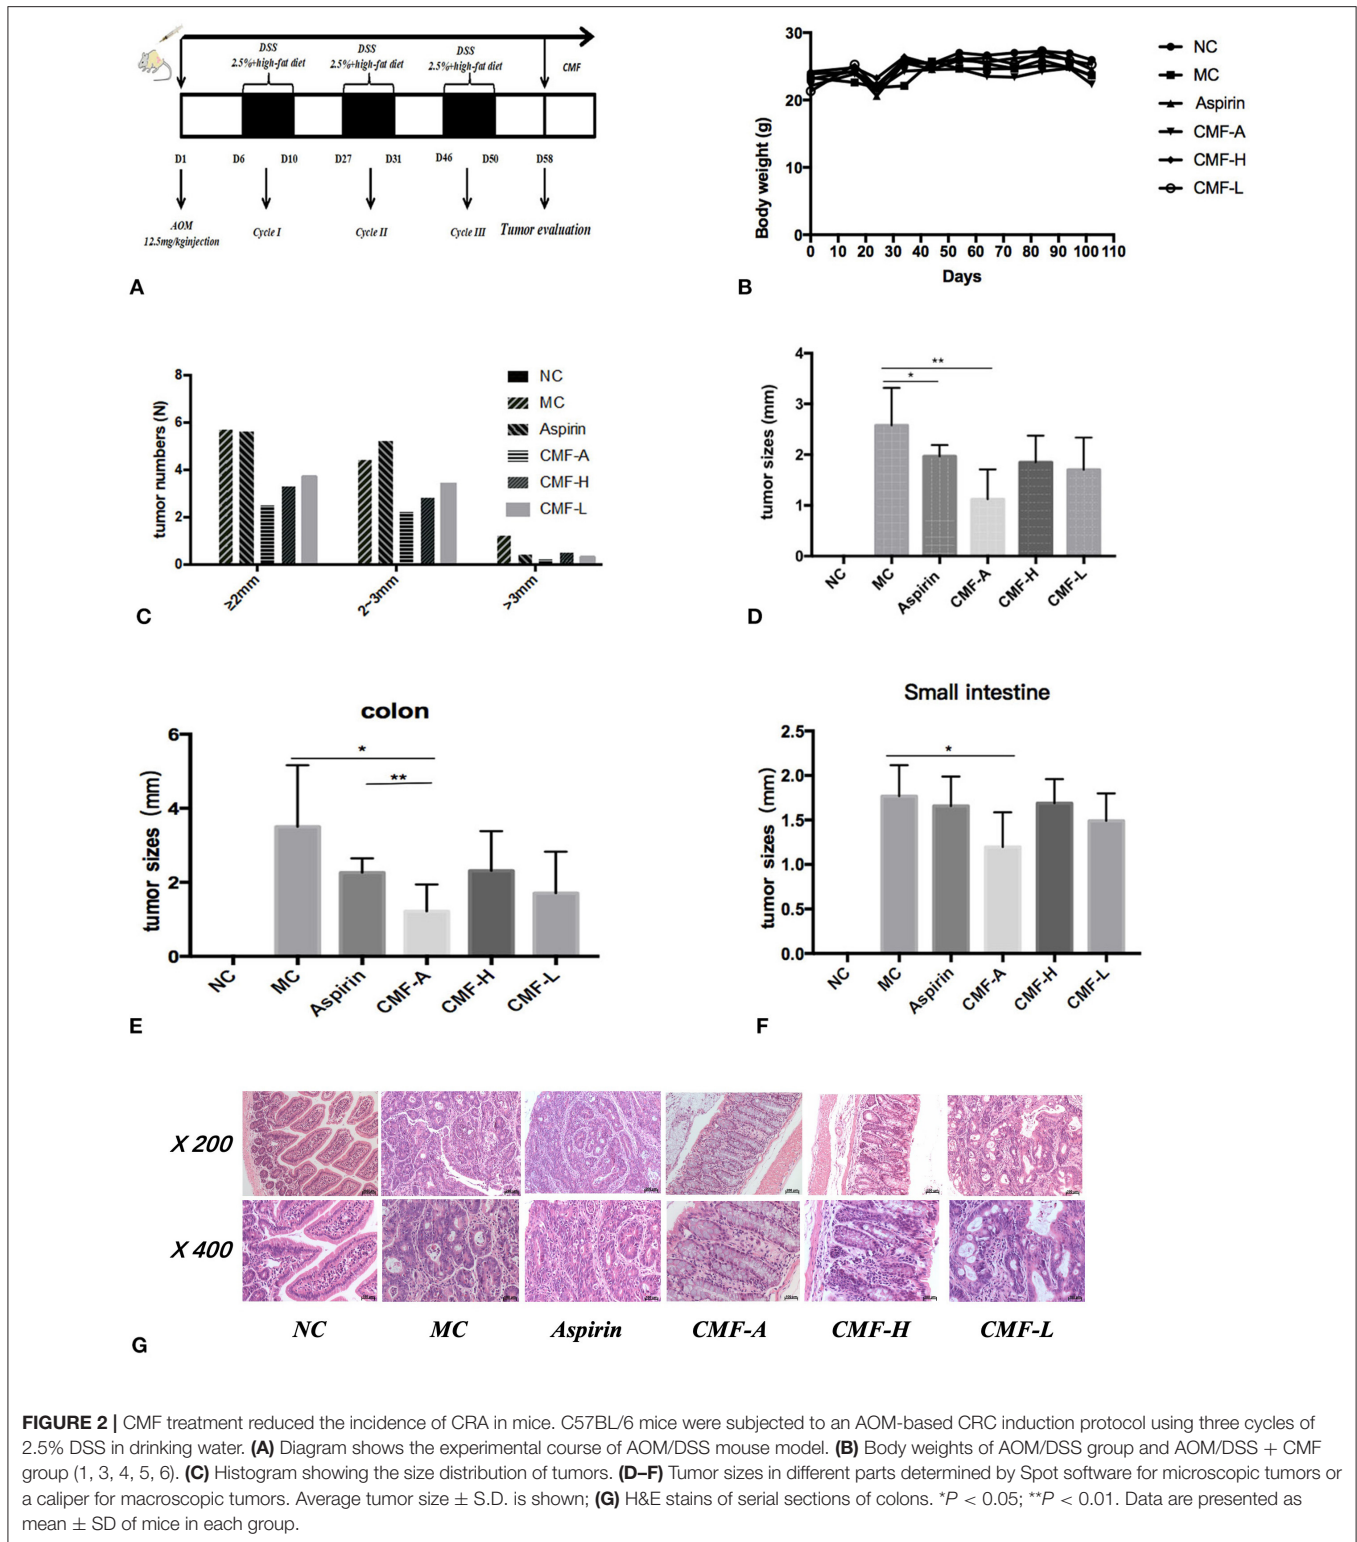 DSS DSS DSS
2.5%+high-fat diet 2.5%+high-fat diet 2.5%+high-fat diet CMF
D1 D6 D10 D27 D31 D46 D50 D58
AOM
12.5mg/kginjection Cycle I Cycle II Cycle III Tumor evaluation
A
30
20
10
0
Body weight (g)
0 10 20 30 40 50 60 70 80 90 100 110
Days
NC
MC
Aspirin
CMF-A
CMF-H
CMF-L
B
8
6
4
2
0
tumor numbers (N)
≥2mm 2~3mm >3mm
NC
MC
Aspirin
CMF-A
CMF-H
CMF-L
C
4
3
2
1
0
tumor sizes (mm)
**
*
NC MC Aspirin CMF-A CMF-H CMF-L
D
colon
6
4
2
0
tumor sizes (mm)
*
**
NC MC Aspirin CMF-A CMF-H CMF-L
E
Small intestine
2.5
2.0
1.5
1.0
0.5
0.0
tumor sizes (mm)
*
NC MC Aspirin CMF-A CMF-H CMF-L
F
X 200
X 400
NC MC Aspirin CMF-A CMF-H CMF-L
G
FIGURE 2 | CMF treatment reduced the incidence of CRA in mice. C57BL/6 mice were subjected to an AOM-based CRC induction protocol using three cycles of
2.5% DSS in drinking water. (A) Diagram shows the experimental course of AOM/DSS mouse model. (B) Body weights of AOM/DSS group and AOM/DSS + CMF
group (1, 3, 4, 5, 6). (C) Histogram showing the size distribution of tumors. (D–F) Tumor sizes in different parts determined by Spot software for microscopic tumors or
a caliper for macroscopic tumors. Average tumor size ± S.D. is shown; (G) H&E stains of serial sections of colons. *P < 0.05; **P < 0.01. Data are presented as
mean ± SD of mice in each group.